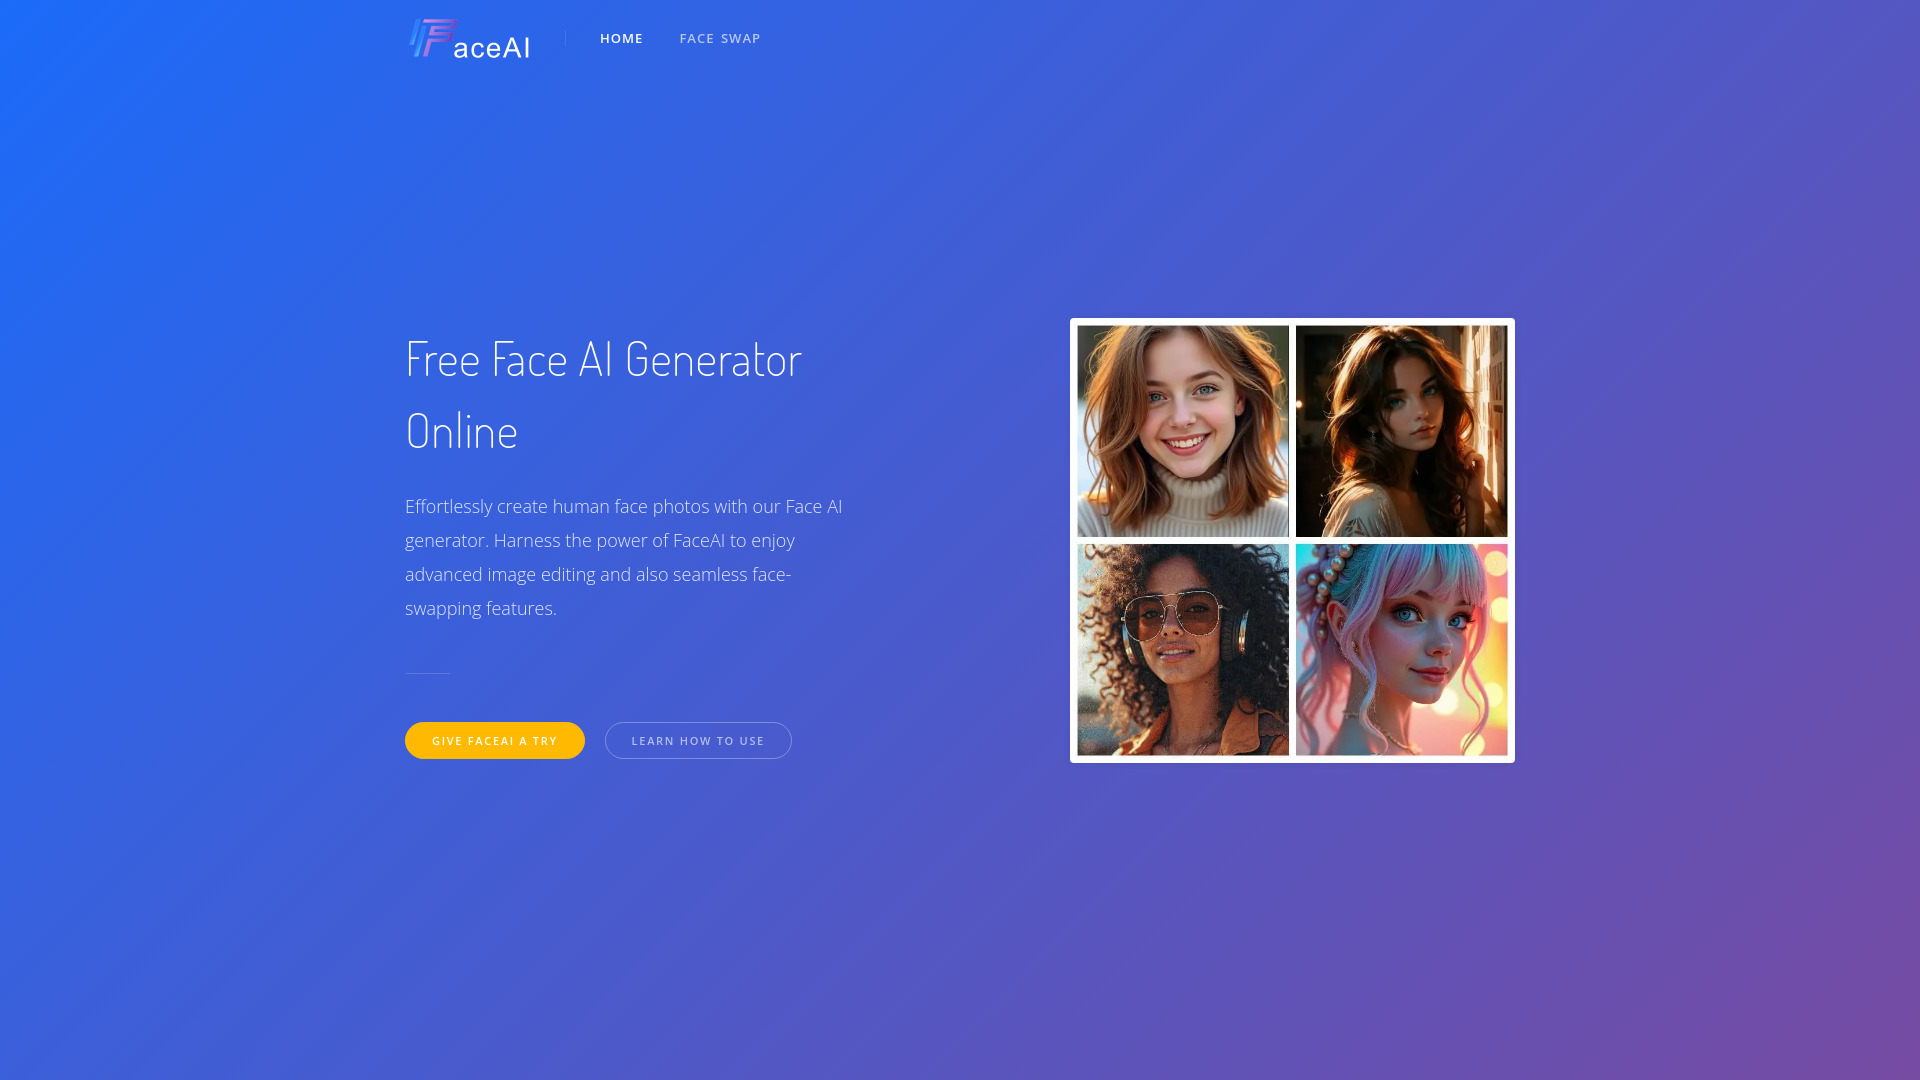 FaceAI
HOME
FACE SWAP
Free Face AI Generator
Online
Effortlessly create human face photos with our Face AI
generator. Harness the power of FaceAI to enjoy
advanced image editing and also seamless face-
swapping features.
GIVE FACEAI A TRY
LEARN HOW TO USE